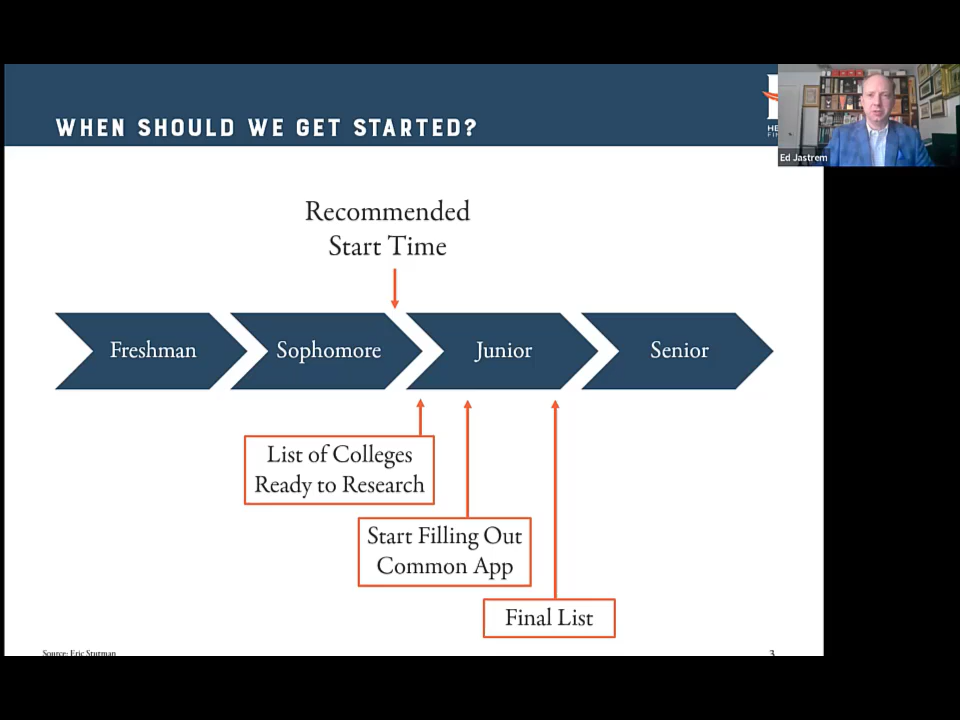 WHEN SHOULD WE GET STARTED?
Ed Jastrem
Recommended
Start Time
Freshman
Sophomore
Junior
Senior
List of Colleges
Ready to Research
Start Filling Out
Common App
Final List
Source: Eric Stutman
3